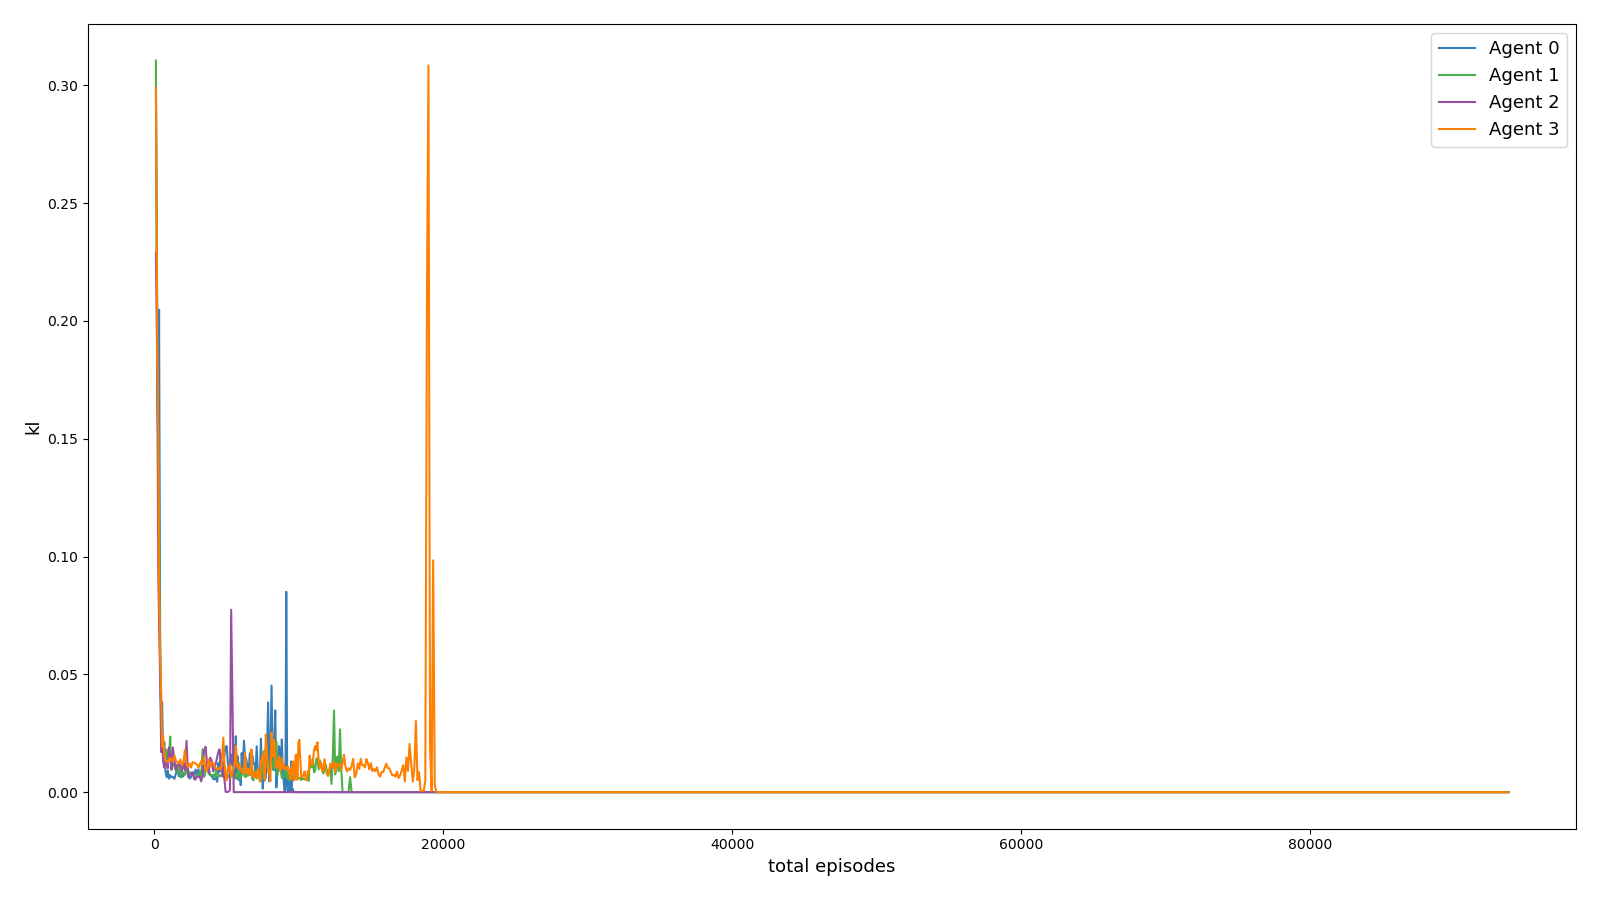 Agent 0
Agent 1
Agent 2
Agent 3
0.30
0.25
0.20
0.15
0.10
0.05
0.00
kl
0 20000 40000 60000 80000
total episodes